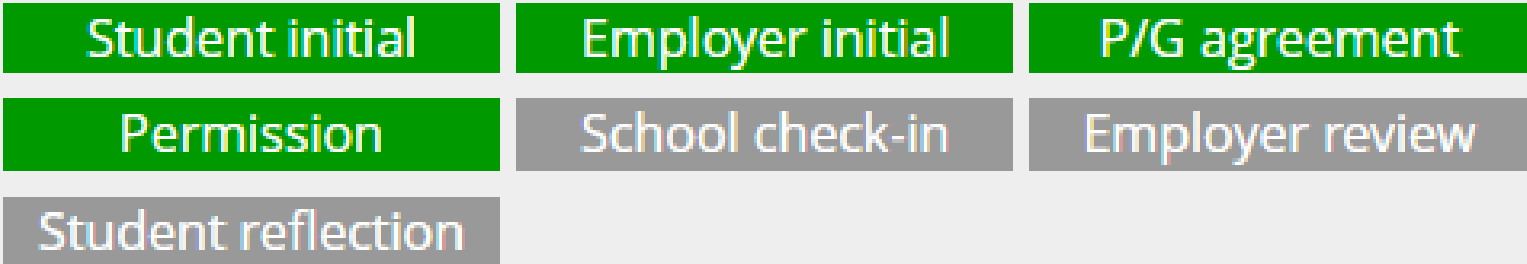 Student initial
Employer initial
P/G agreement
Permission
School check-in
Employer review
Student reflection